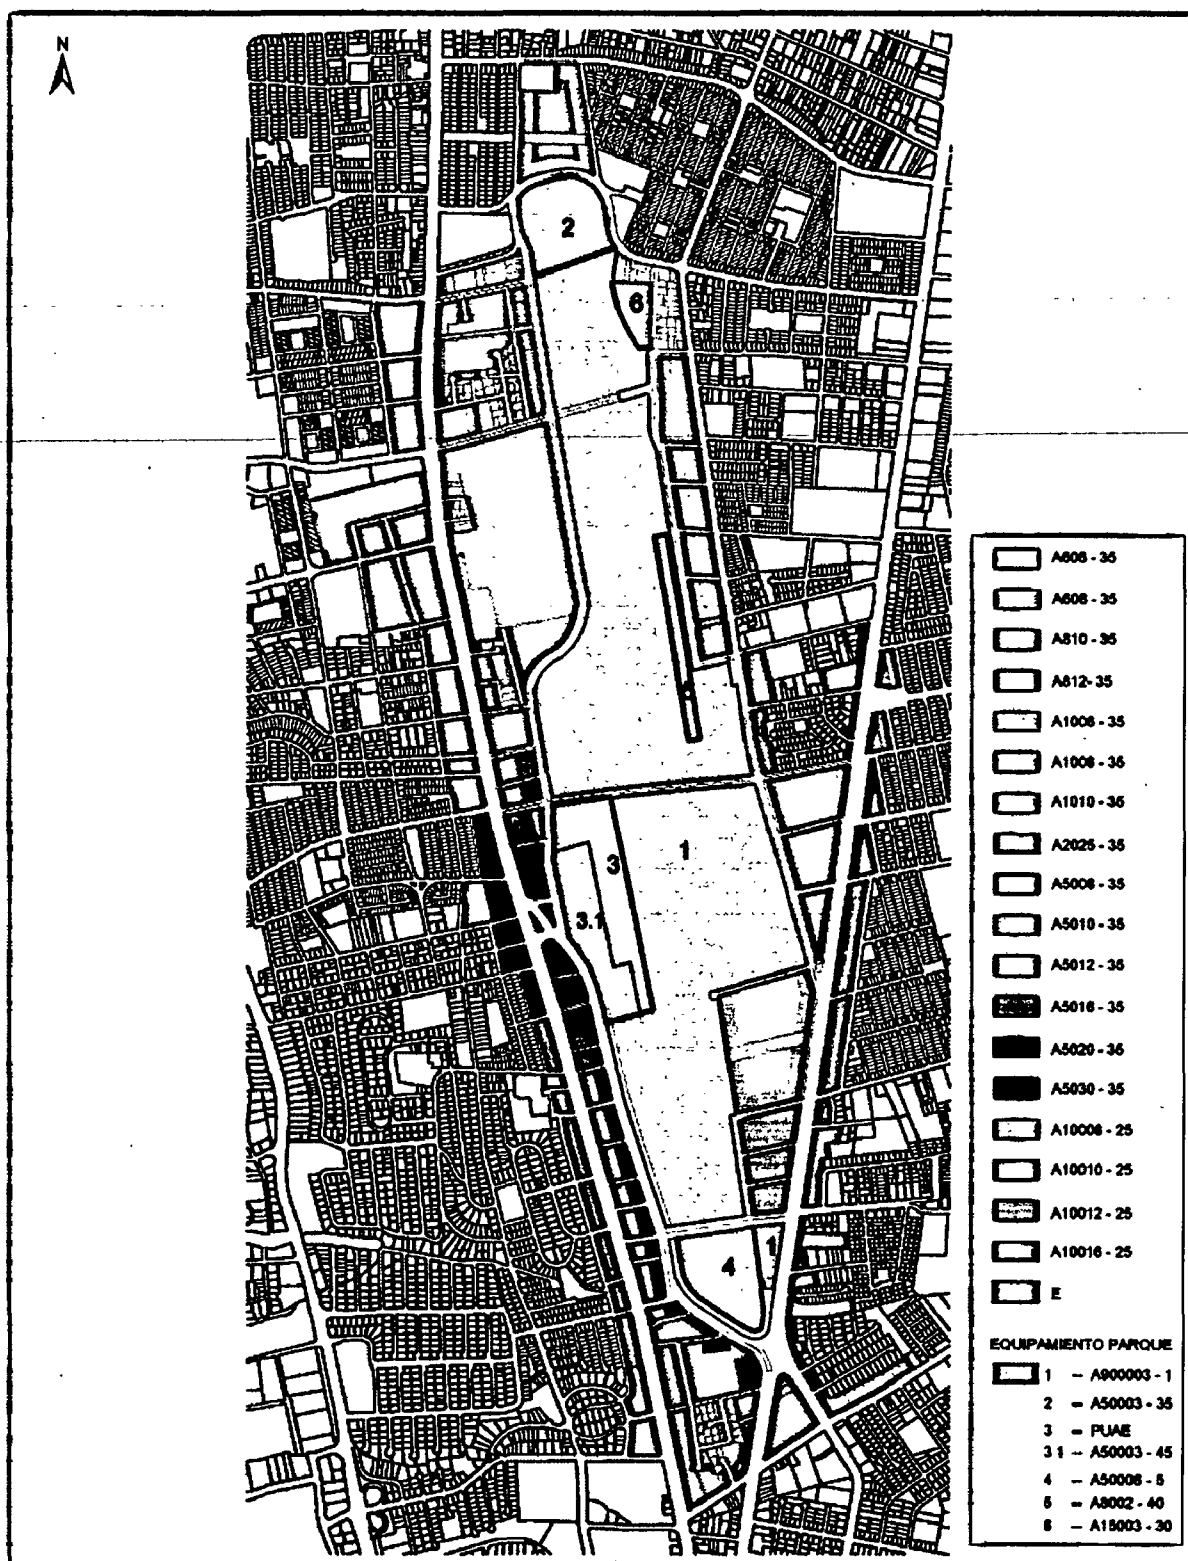 N
2
6
3
1
3.1
4
1
A606 - 35
A608 - 35
A810 - 35
A812- 35
A1006 - 35
A1008 - 35
A1010 - 35
A2025 - 35
A5008 - 35
A5010 - 35
A5012 - 35
A5016 - 35
A5020 - 35
A5030 - 35
A10008 - 25
A10010 - 25
A10012 - 25
A10016 - 25
E
EQUIPAMIENTO PARQUE
1 - A900003 - 1
2 - A50003 - 35
3 - PUAE
3 1 - A50003 - 45
4 - A50006 - 5
5 - A8002 - 40
6 - A15003 - 30